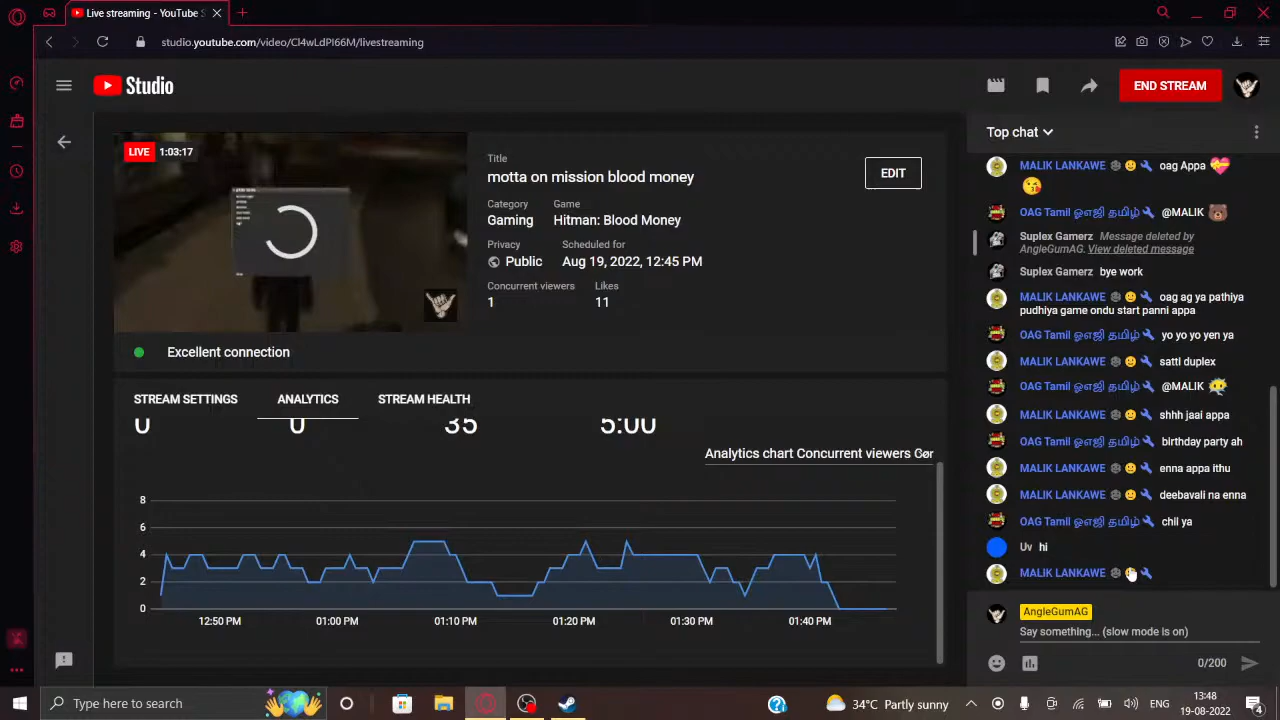 Live streaming - YouTube S
studio.youtube.com/video/Cl4wLdPI66M/livestreaming
Studio
END STREAM
LIVE 1:03:17
Title
motta on mission blood money
EDIT
Category Game
Gaming Hitman: Blood Money
Privacy Scheduled for
Public Aug 19, 2022, 12:45 PM
Concurrent viewers Likes
1 11
Excellent connection
STREAM SETTINGS ANALYTICS STREAM HEALTH
0 0 35 5:00
Analytics chart Concurrent viewers
8
6
4
2
0
12:50 PM 01:00 PM 01:10 PM 01:20 PM 01:30 PM 01:40 PM
Top chat
MALIK LANKAWE oag Appa 💝
😘
OAG Tamil ஓஏஜி தமிழ் @MALIK 🐻
Suplex Gamerz Message deleted by
AngleGumAG. View deleted message
Suplex Gamerz bye work
MALIK LANKAWE oag ag ya pathiya
pudhiya game ondu start panni appa
OAG Tamil ஓஏஜி தமிழ் yo yo yo yen ya
MALIK LANKAWE satti duplex
OAG Tamil ஓஏஜி தமிழ் @MALIK
MALIK LANKAWE shhh jaai appa
OAG Tamil ஓஏஜி தமிழ் birthday party ah
MALIK LANKAWE enna appa ithu
MALIK LANKAWE deebavali na enna
OAG Tamil ஓஏஜி தமிழ் chil ya
Uv hi
MALIK LANKAWE
AngleGumAG
Say something... (slow mode is on)
0/200
Type here to search
34°C Partly sunny
ENG
13:48
19-08-2022
4